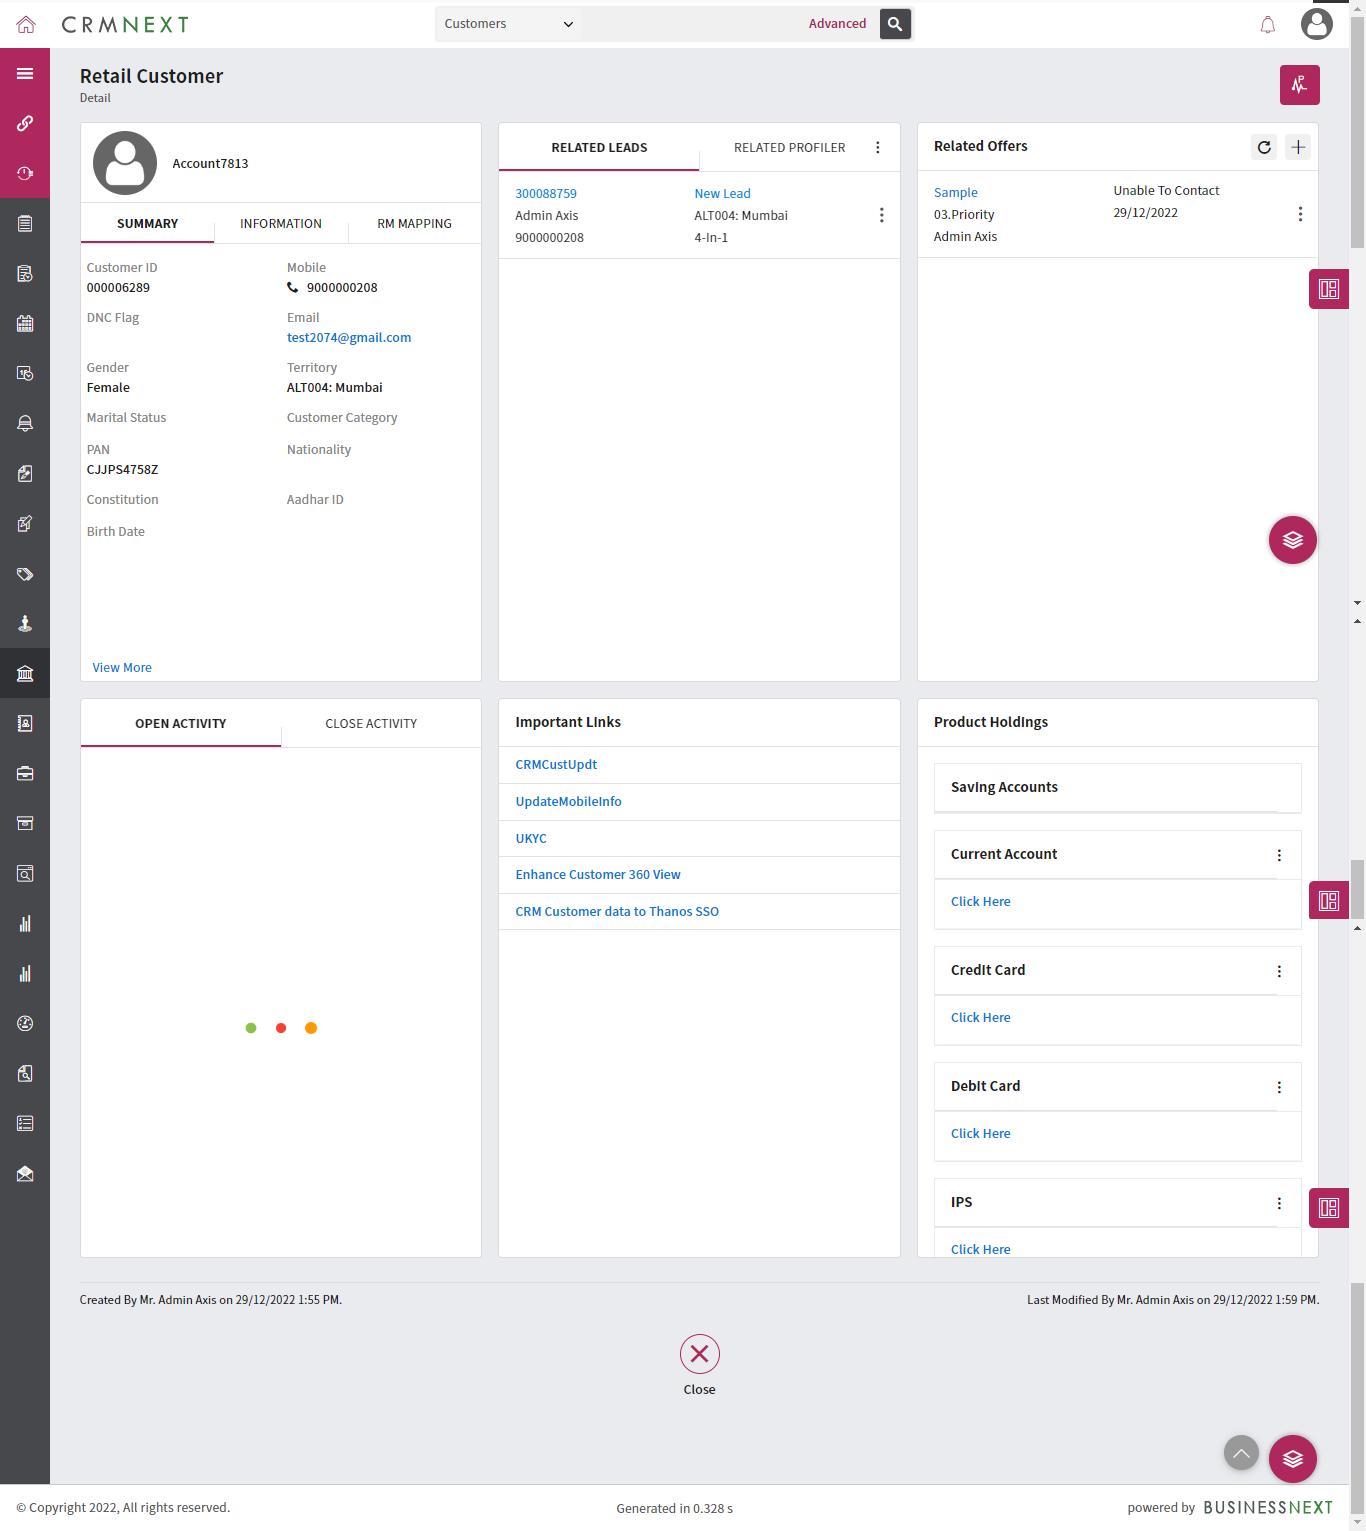 CRMNEXT
Customers
Advanced
Retail Customer
Detail
Account7813
SUMMARY INFORMATION RM MAPPING
Customer ID Mobile
000006289 9000000208
DNC Flag Email
test2074@gmail.com
Gender Territory
Female ALT004: Mumbai
Marital Status Customer Category
PAN Nationality
CJJPS4758Z
Constitution Aadhar ID
Birth Date
View More
RELATED LEADS RELATED PROFILER
300088759 New Lead
Admin Axis ALT004: Mumbai
9000000208 4-In-1
Related Offers
Sample Unable To Contact
03.Priority 29/12/2022
Admin Axis
OPEN ACTIVITY CLOSE ACTIVITY
Important Links
CRMCustUpdt
UpdateMobileInfo
UKYC
Enhance Customer 360 View
CRM Customer data to Thanos SSO
Product Holdings
Saving Accounts
Current Account
Click Here
Credit Card
Click Here
Debit Card
Click Here
IPS
Click Here
Created By Mr. Admin Axis on 29/12/2022 1:55 PM. Last Modified By Mr. Admin Axis on 29/12/2022 1:59 PM.
Close
© Copyright 2022, All rights reserved. Generated in 0.328 s powered by BUSINESSNEXT